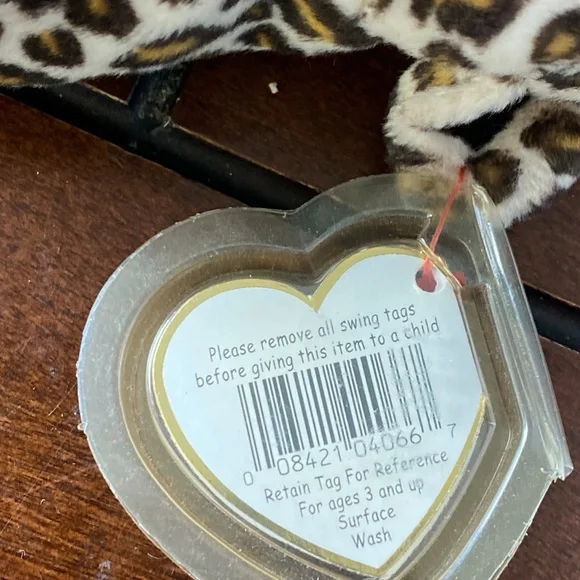 Please remove all swing tags
before giving this item to a child
0 08421 04066 7
Retain Tag For Reference
For ages 3 and up
Surface
Wash